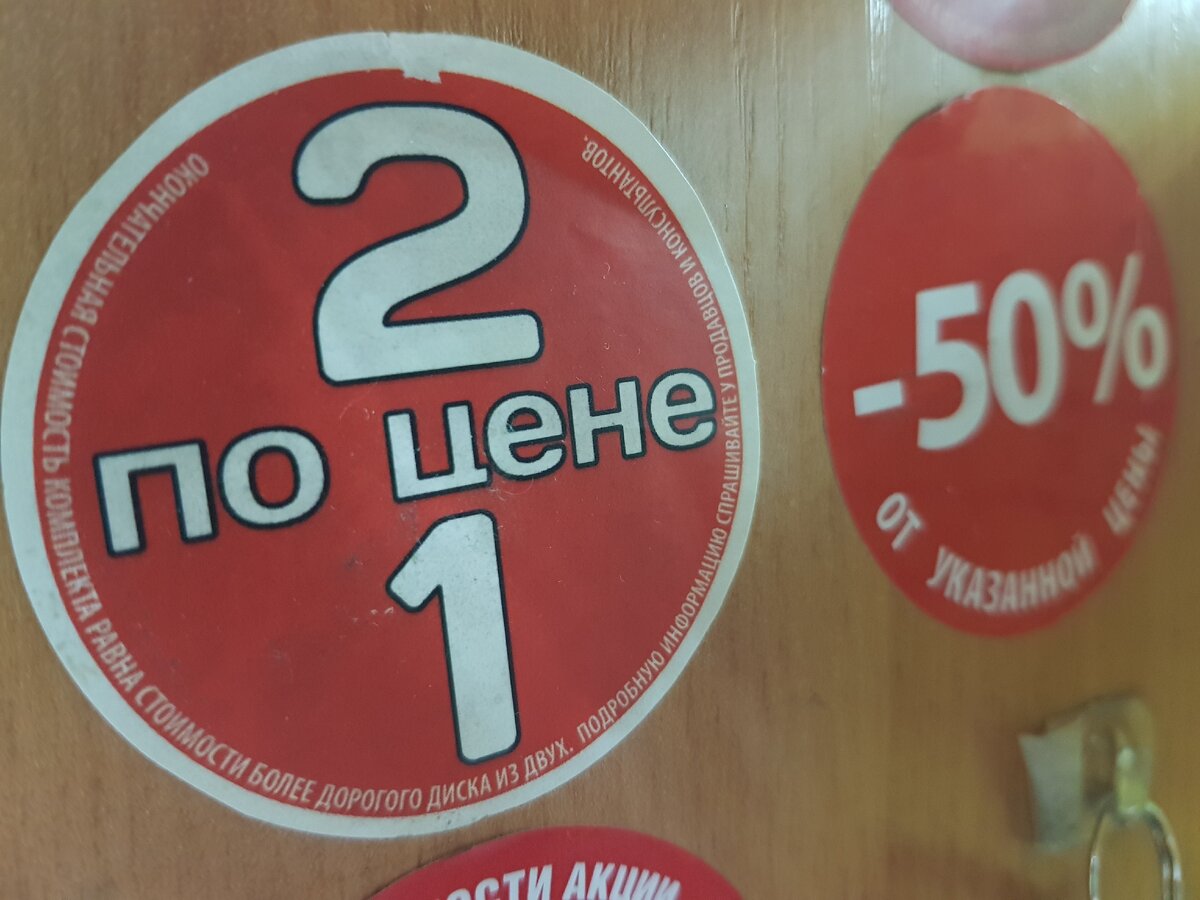 2
по цене
1
ОКОНЧАТЕЛЬНАЯ СТОИМОСТЬ КОМПЛЕКТА РАВНА СТОИМОСТИ БОЛЕЕ ДОРОГОГО ДИСКА ИЗ ДВУХ. ПОДРОБНУЮ ИНФОРМАЦИЮ СПРАШИВАЙТЕ У ПРОДАВЦОВ И КОНСУЛЬТАНТОВ.
-50%
ОТ УКАЗАННОЙ ЦЕНЫ
АКЦИИ